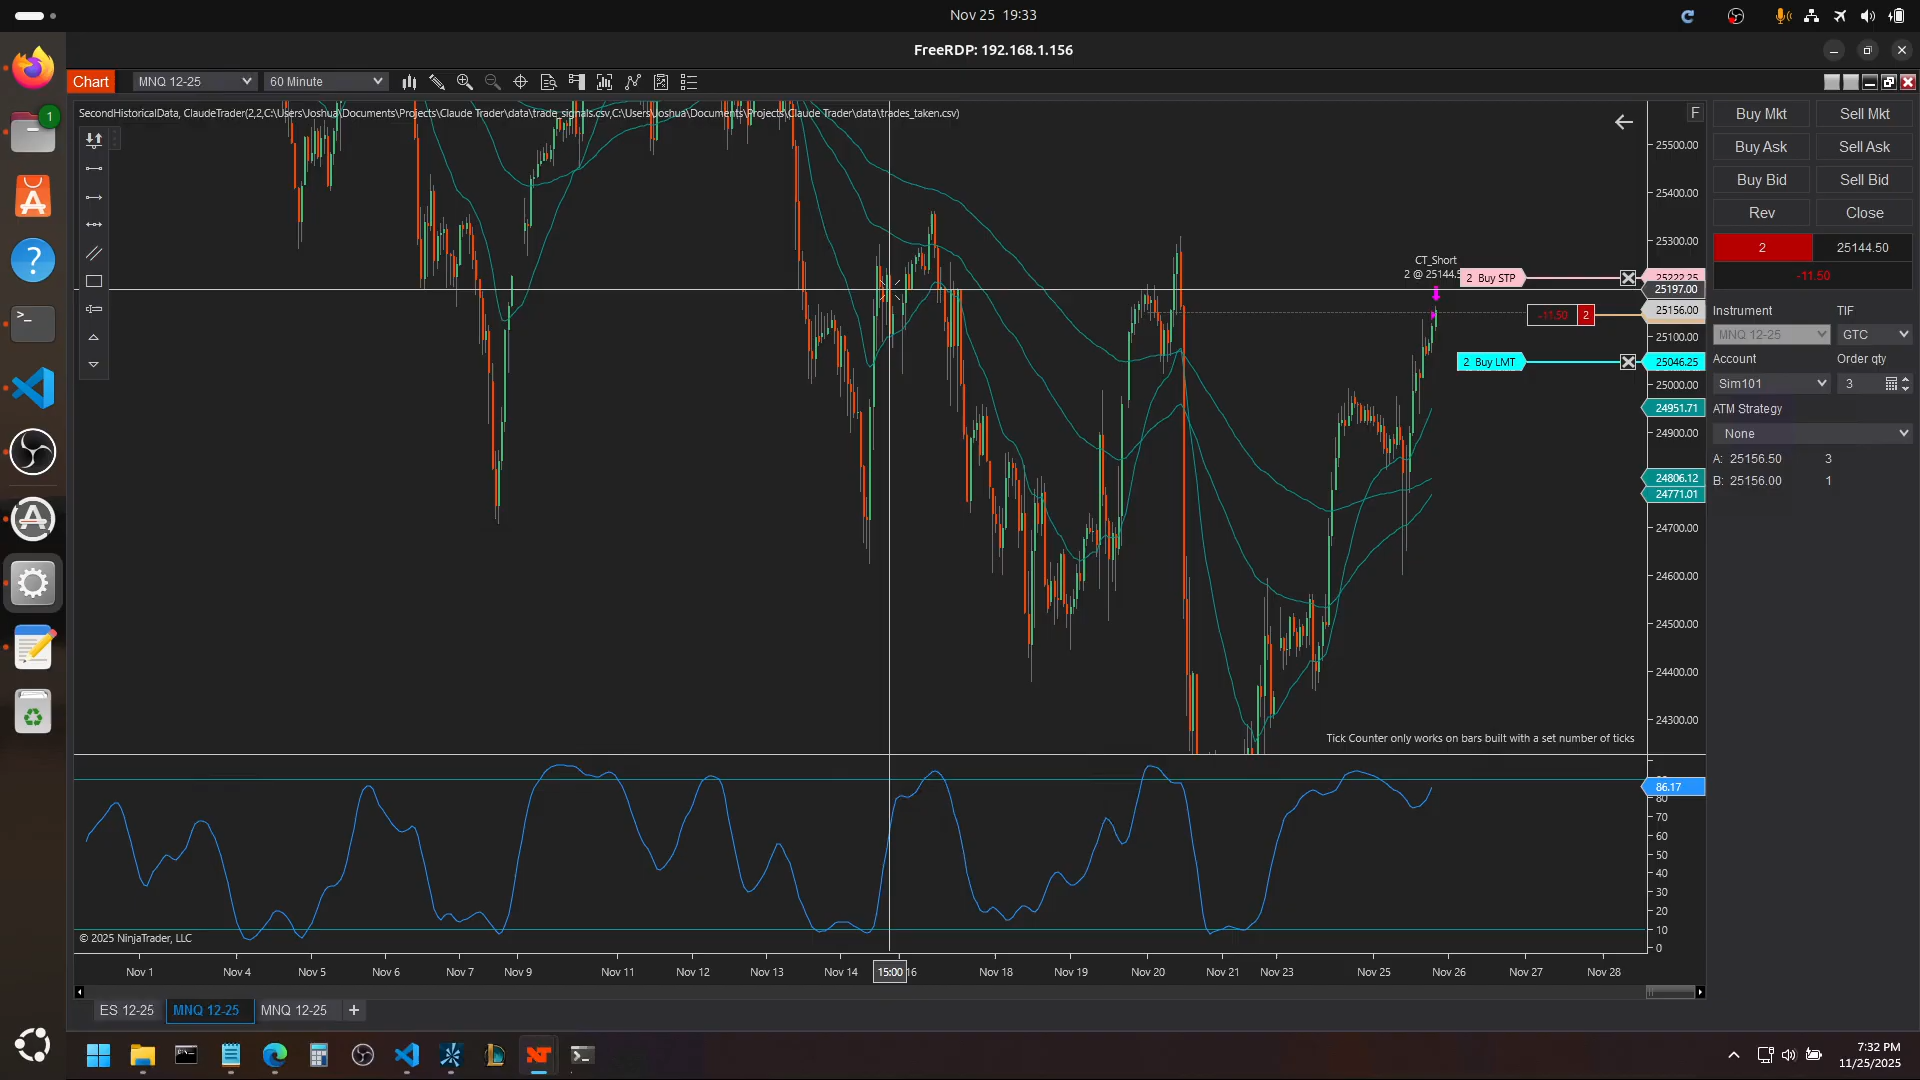 Nov 25 19:33
FreeRDP: 192.168.1.156
Chart
MNQ 12-25
60 Minute
SecondHistoricalData, ClaudeTrader(2,2,C:\Users\Joshua\Documents\Projects\Claude Trader\data\trade_signals.csv,C:\Users\Joshua\Documents\Projects\Claude Trader\data\trades_taken.csv)
F
25500.00
25400.00
25300.00
25222.25
25197.00
25156.00
25100.00
25046.25
25000.00
24951.71
24900.00
24806.12
24771.01
24700.00
24600.00
24500.00
24400.00
24300.00
CT_Short
2 @ 25144.5
2 Buy STP
-11.50 2
2 Buy LMT
Tick Counter only works on bars built with a set number of ticks
86.17
80
70
60
50
40
30
20
10
0
© 2025 NinjaTrader, LLC
Nov 1
Nov 4
Nov 5
Nov 6
Nov 7
Nov 9
Nov 11
Nov 12
Nov 13
Nov 14
15:00
16
Nov 18
Nov 19
Nov 20
Nov 21
Nov 23
Nov 25
Nov 26
Nov 27
Nov 28
ES 12-25
MNQ 12-25
MNQ 12-25
+
Buy Mkt
Sell Mkt
Buy Ask
Sell Ask
Buy Bid
Sell Bid
Rev
Close
2
25144.50
-11.50
Instrument
TIF
MNQ 12-25
GTC
Account
Order qty
Sim101
3
ATM Strategy
None
A: 25156.50 3
B: 25156.00 1
1
7:32 PM
11/25/2025